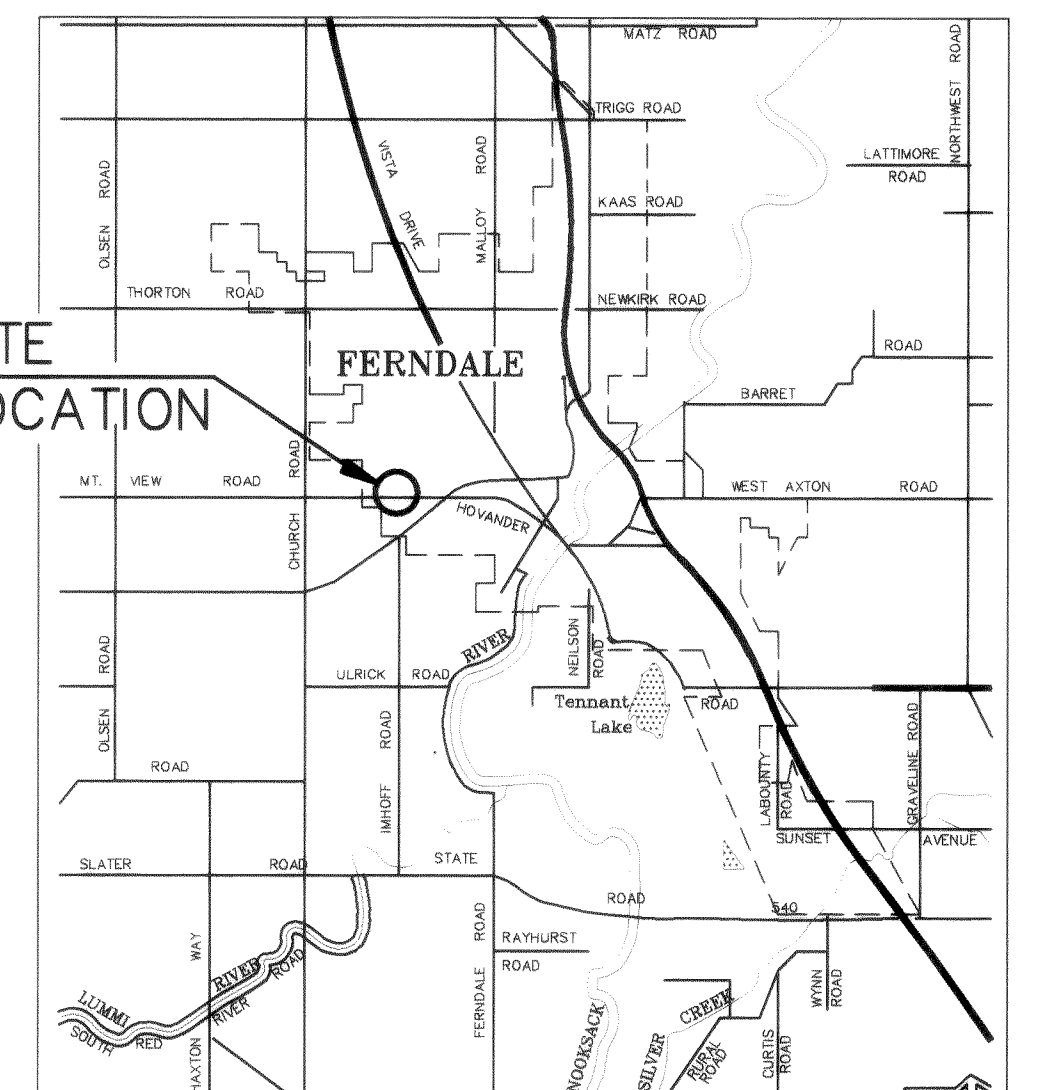 MATZ ROAD
TRIGG ROAD
NORTHWEST ROAD
LATTIMORE
ROAD
VISTA
DRIVE
MALLOY ROAD
OLSEN ROAD
KAAS ROAD
THORTON ROAD
NEWKIRK ROAD
TE
OCATION
FERNDALE
ROAD
BARRET
MT. VIEW ROAD
CHURCH ROAD
HOVANDER
WEST AXTON ROAD
RIVER
NEILSON
ROAD
OLSEN ROAD
ULRICK ROAD
Tennant
Lake
ROAD
IMHOFF ROAD
LABOUNTY
ROAD
GRAVELINE ROAD
ROAD
SUNSET AVENUE
SLATER ROAD
STATE
ROAD
540
FERNDALE ROAD
RAYHURST
ROAD
HAXTON WAY
LUMMI RIVER
SOUTH RED RIVER ROAD
NOOKSACK
SILVER CREEK
RURAL
ROAD
CURTIS
ROAD
WYNN
ROAD